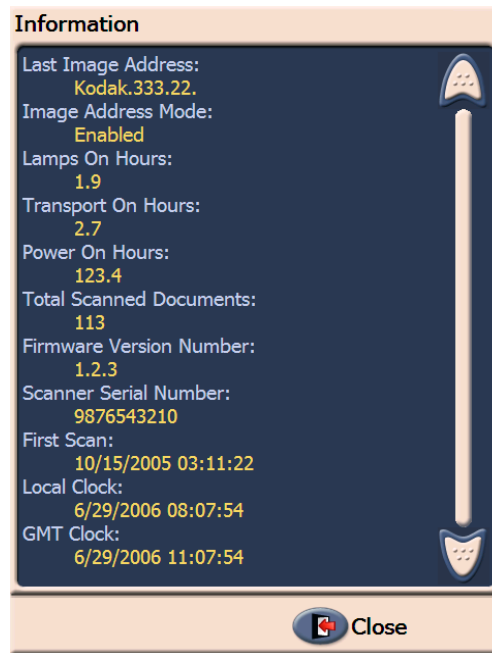 Information
Last Image Address:
Kodak.333.22.
Image Address Mode:
Enabled
Lamps On Hours:
1.9
Transport On Hours:
2.7
Power On Hours:
123.4
Total Scanned Documents:
113
Firmware Version Number:
1.2.3
Scanner Serial Number:
9876543210
First Scan:
10/15/2005 03:11:22
Local Clock:
6/29/2006 08:07:54
GMT Clock:
6/29/2006 11:07:54
Close